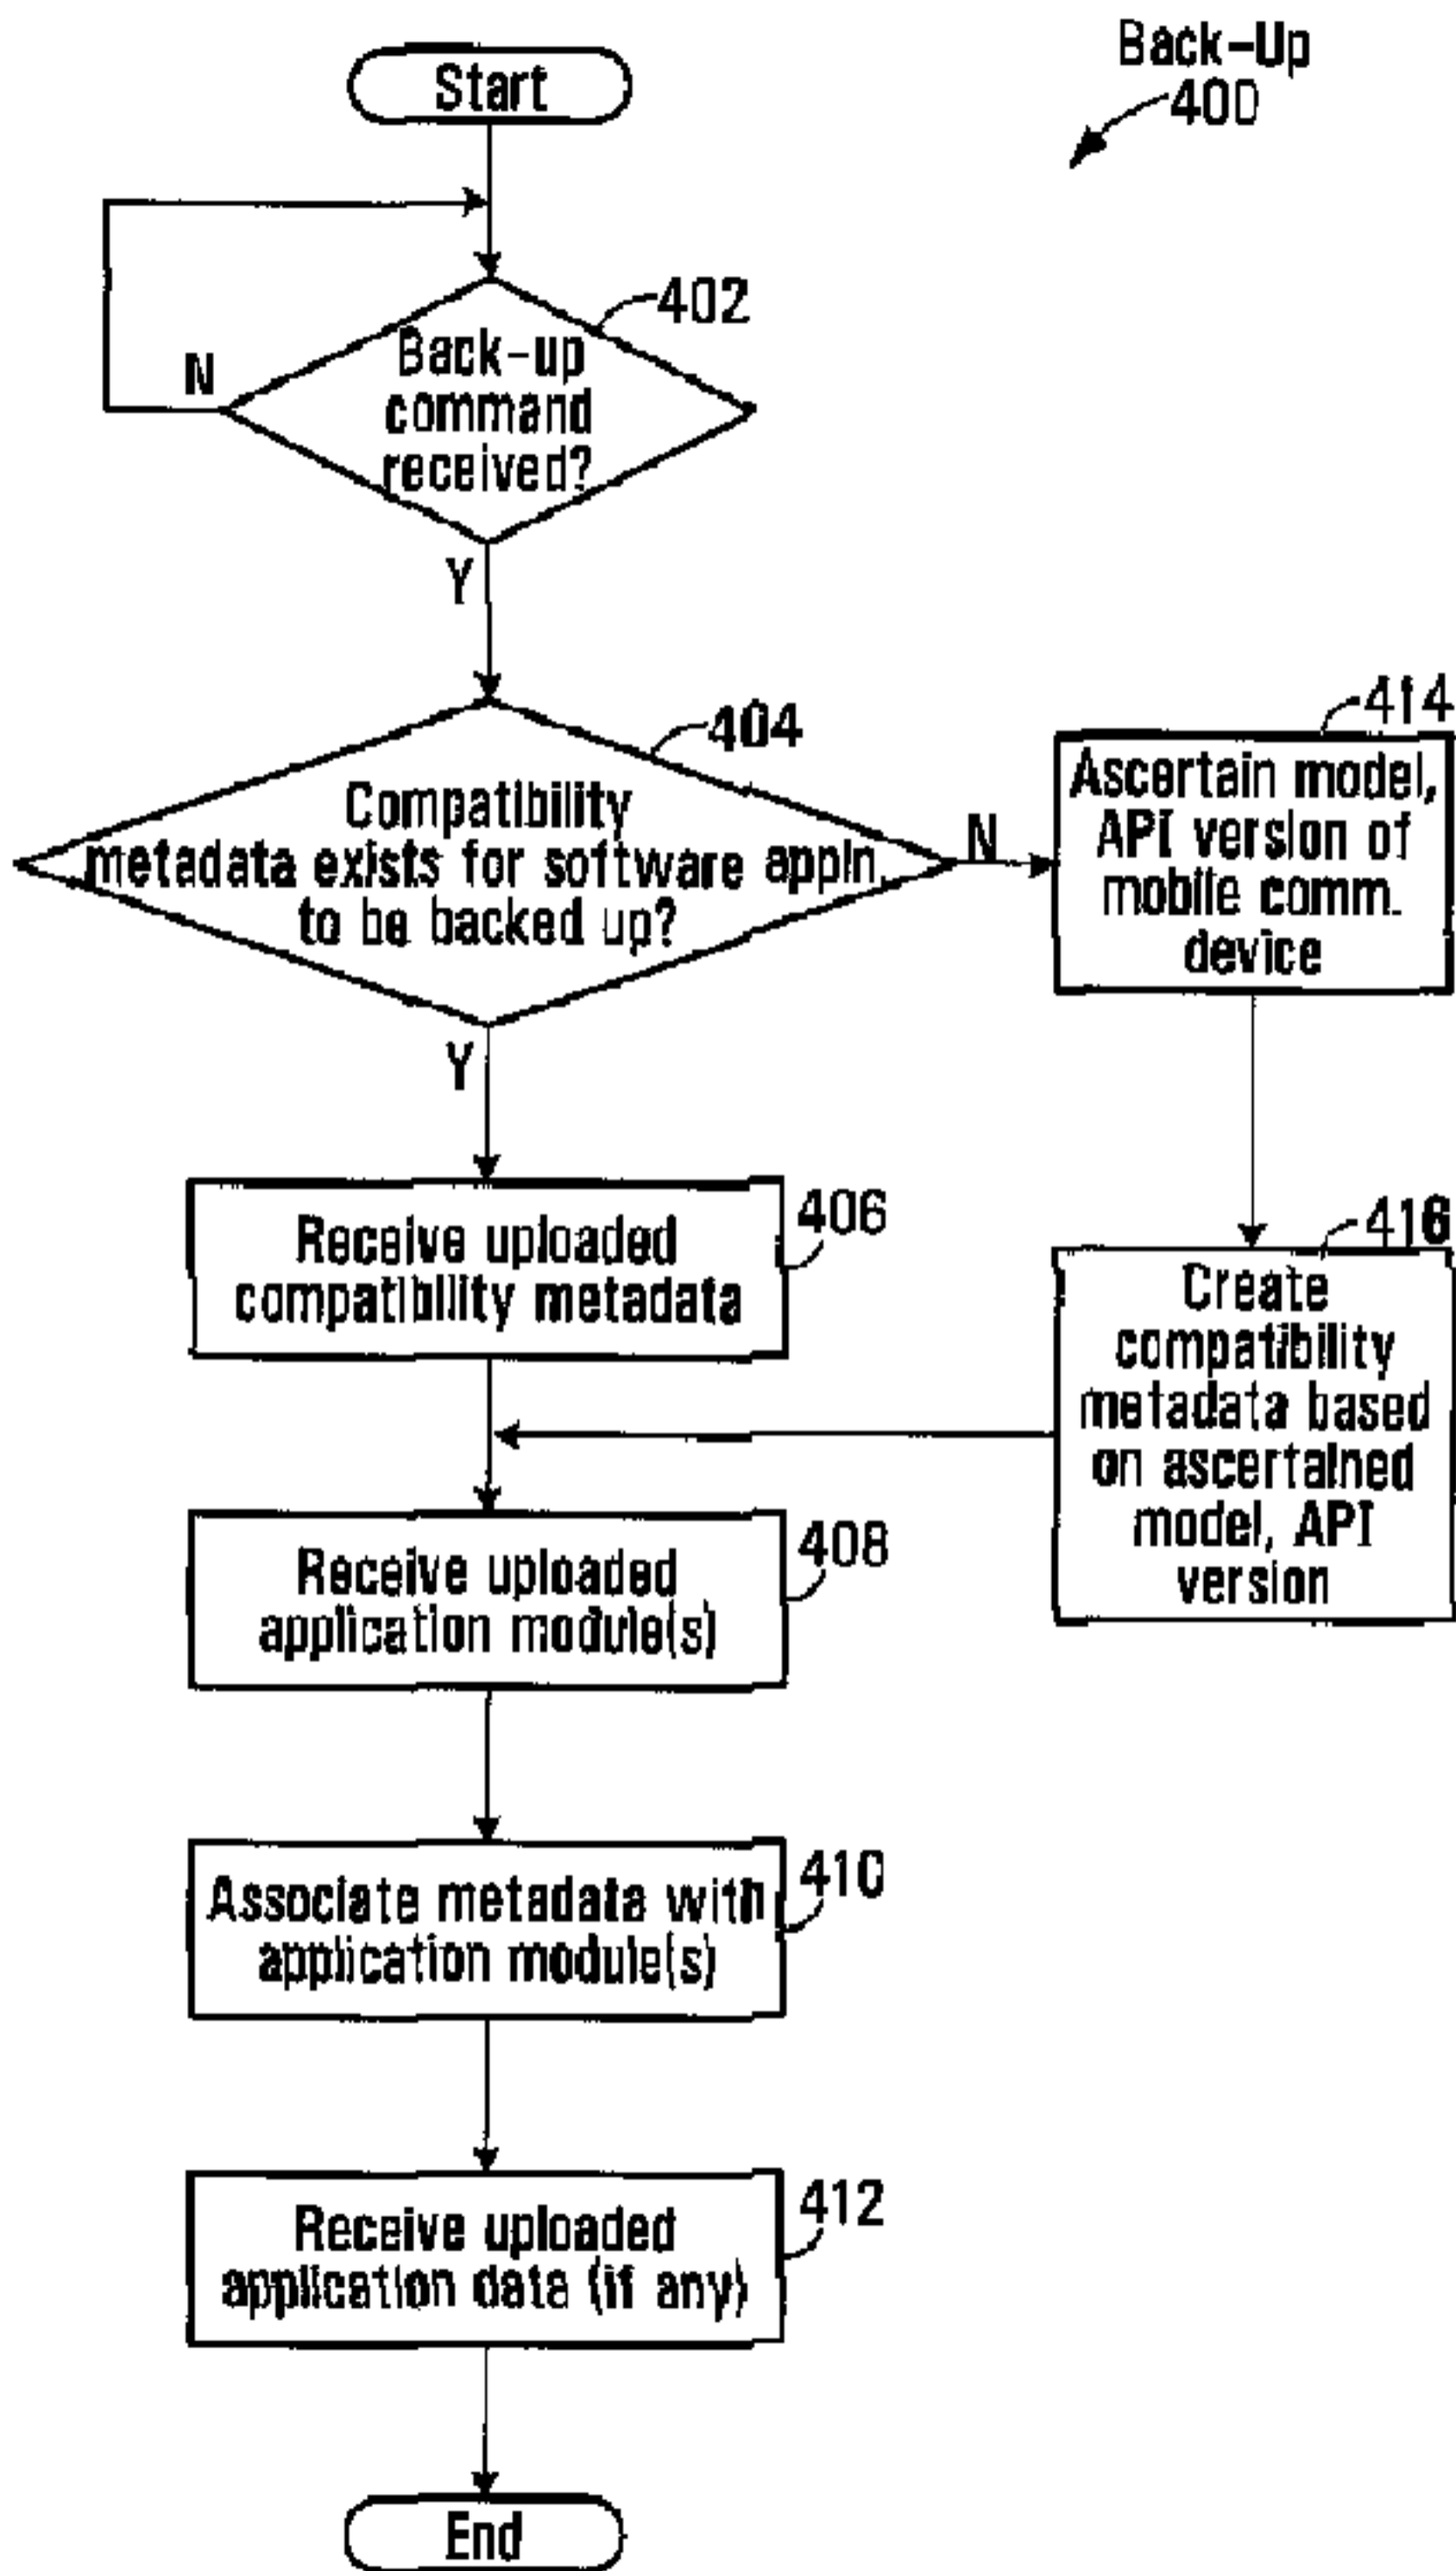 Back-Up
400
Start
402
Back-up
command
received?
N
Y
404
Compatibility
metadata exists for software appln
to be backed up?
N
Y
414
Ascertain model,
API version of
mobile comm.
device
406
Receive uploaded
compatibility metadata
416
Create
compatibility
metadata based
on ascertained
model, API
version
408
Receive uploaded
application module(s)
410
Associate metadata with
application module(s)
412
Receive uploaded
application data (if any)
End